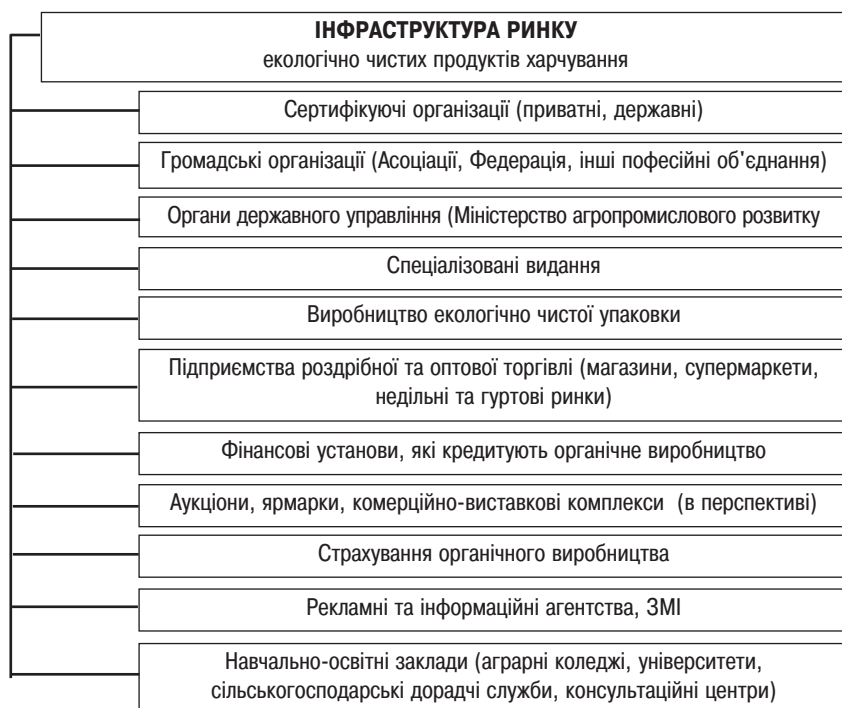 ІНФРАСТРУКТУРА РИНКУ
екологічно чистих продуктів харчування
Сертифікуючі організації (приватні, державні)
Громадські організації (Асоціації, Федерація, інші пофесійні об'єднання)
Органи державного управління (Міністерство агропромислового розвитку
Спеціалізовані видання
Виробництво екологічно чистої упаковки
Підприємства роздрібної та оптової торгівлі (магазини, супермаркети,
недільні та гуртові ринки)
Фінансові установи, які кредитують органічне виробництво
Аукціони, ярмарки, комерційно-виставкові комплекси (в перспективі)
Страхування органічного виробництва
Рекламні та інформаційні агентства, ЗМІ
Навчально-освітні заклади (аграрні коледжі, університети,
сільськогосподарські дорадчі служби, консультаційні центри)